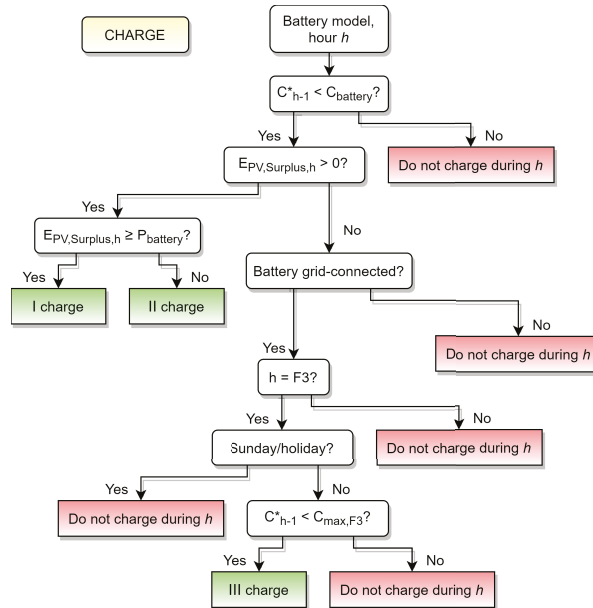 CHARGE
Battery model,
hour h
C*h-1 < Cbattery?
Yes
No
Do not charge during h
EPV,Surplus,h > 0?
Yes
No
EPV,Surplus,h ≥ Pbattery?
Yes
No
I charge
II charge
Battery grid-connected?
Yes
No
Do not charge during h
h = F3?
Yes
No
Do not charge during h
Sunday/holiday?
Yes
No
Do not charge during h
C*h-1 < Cmax,F3?
Yes
No
III charge
Do not charge during h